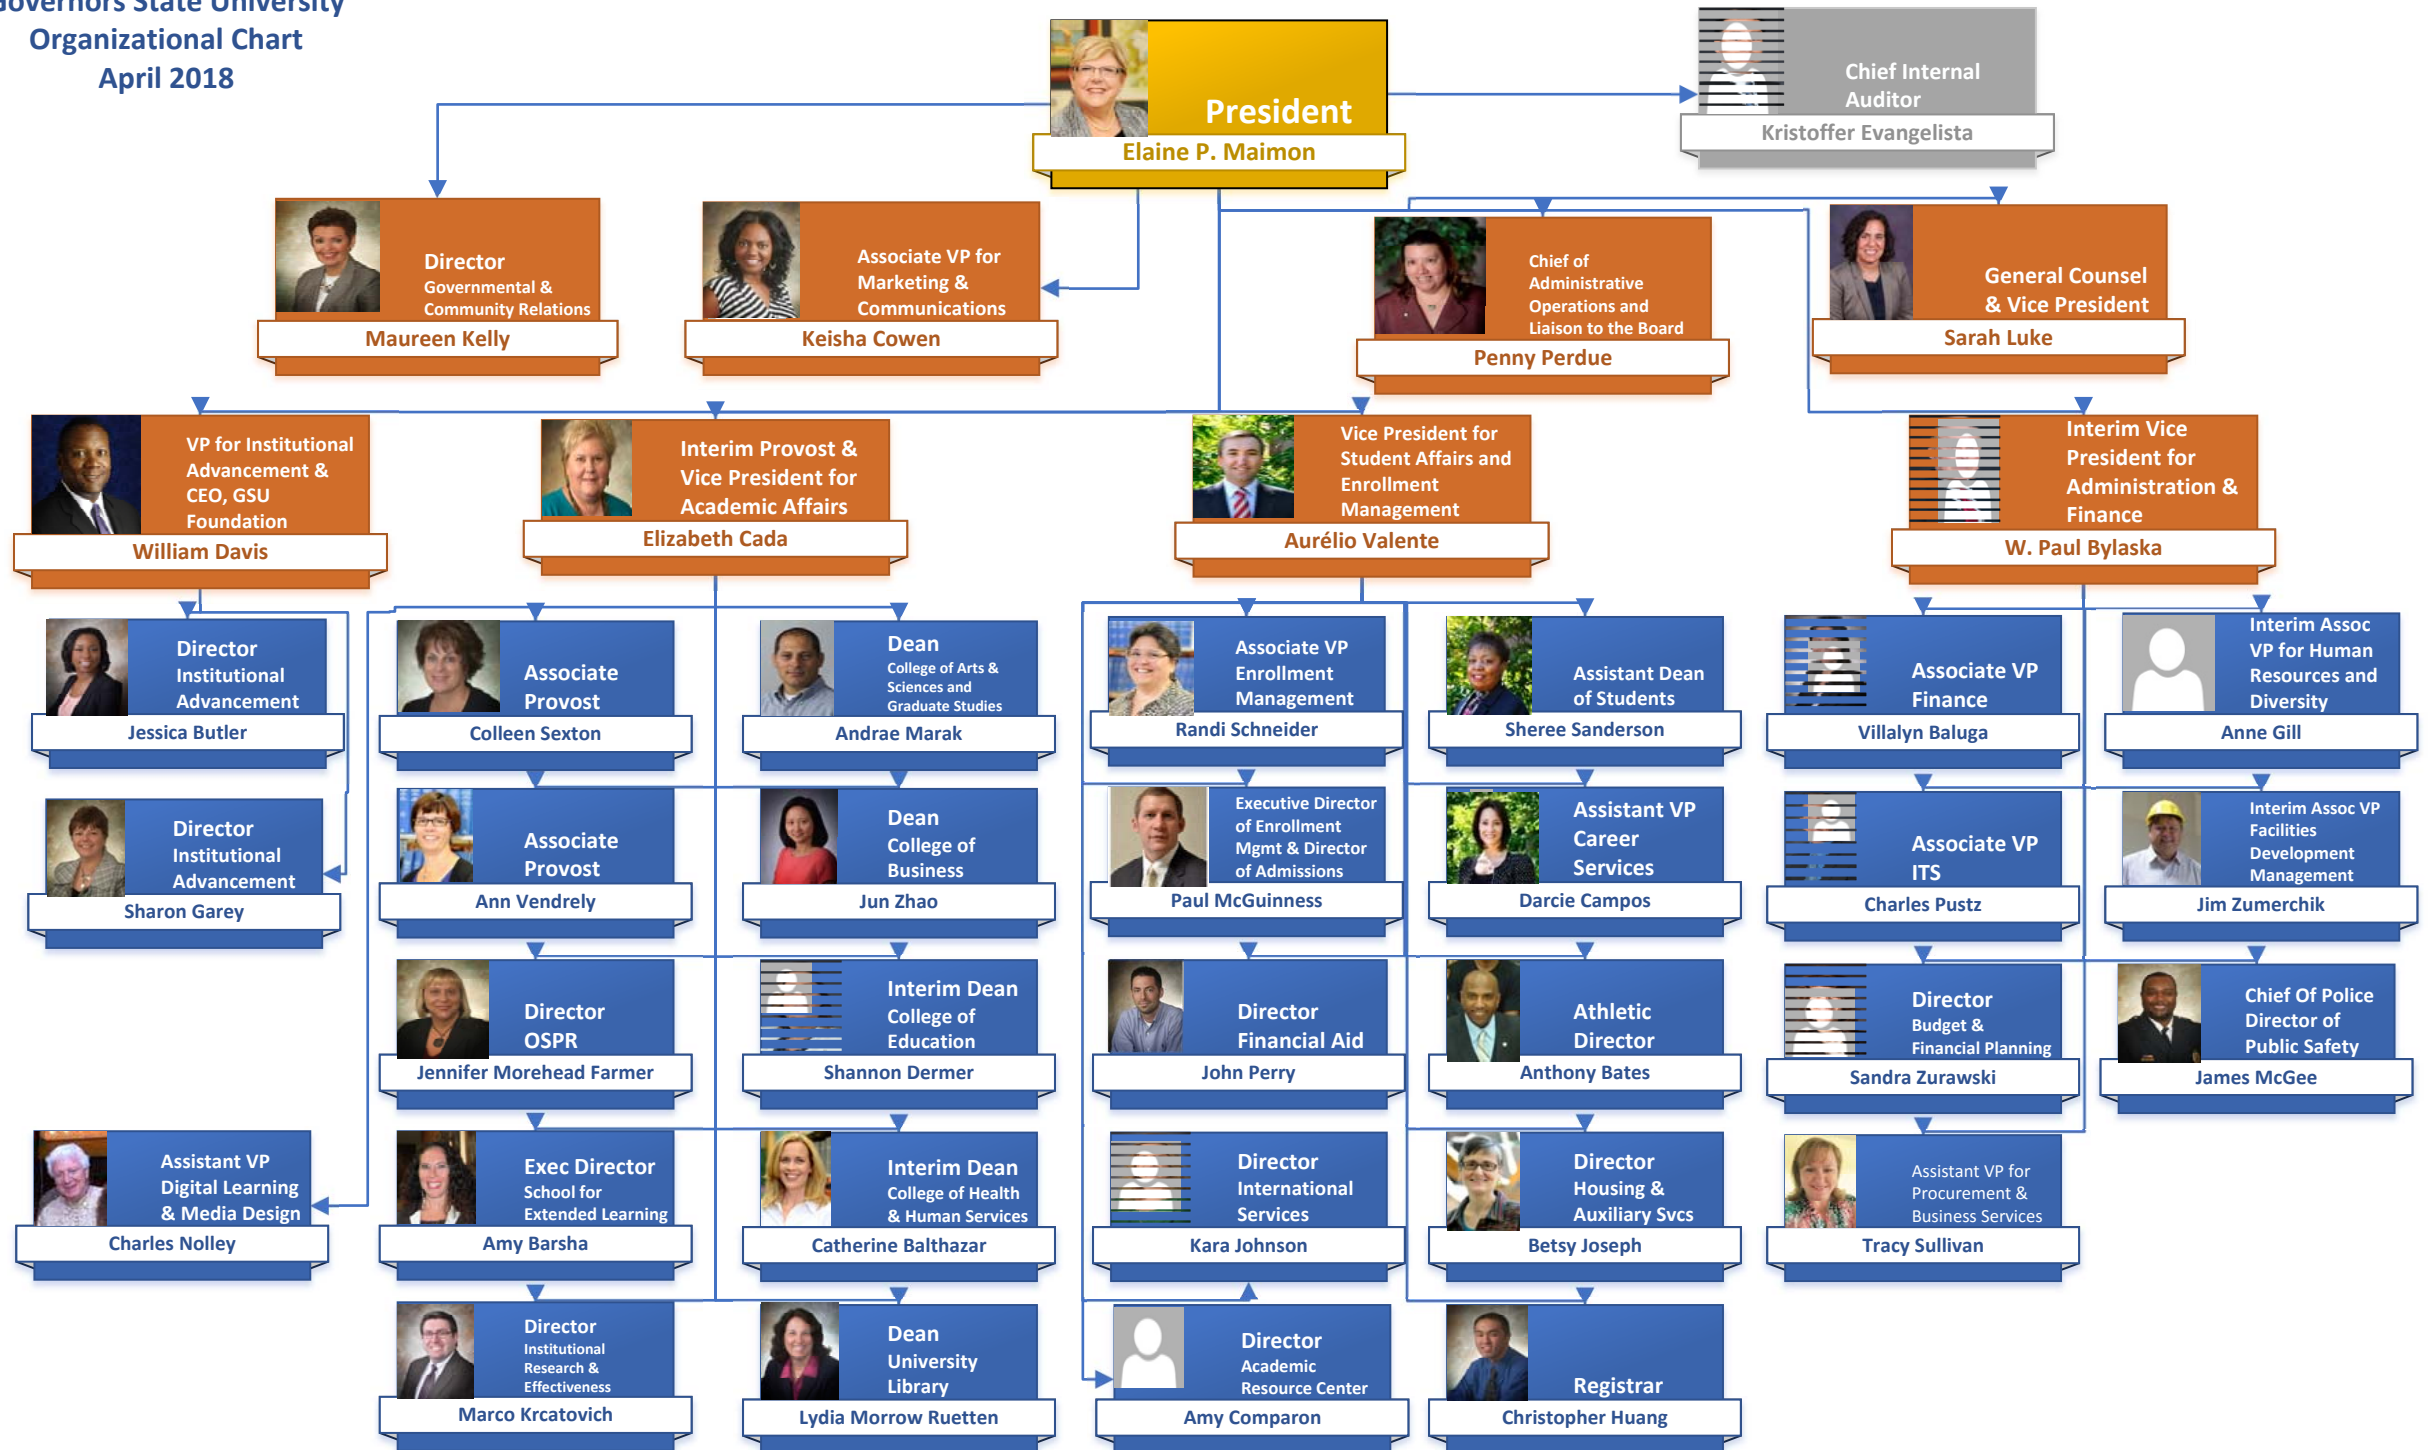 Governors State University
Organizational Chart
April 2018
President
Elaine P. Maimon
Chief Internal
Auditor
Kristoffer Evangelista
Director
Governmental &
Community Relations
Maureen Kelly
Associate VP for
Marketing &
Communications
Keisha Cowen
Chief of
Administrative
Operations and
Liaison to the Board
Penny Perdue
General Counsel
& Vice President
Sarah Luke
VP for Institutional
Advancement &
CEO, GSU
Foundation
William Davis
Interim Provost &
Vice President for
Academic Affairs
Elizabeth Cada
Vice President for
Student Affairs and
Enrollment
Management
Aurélio Valente
Interim Vice
President for
Administration &
Finance
W. Paul Bylaska
Director
Institutional
Advancement
Jessica Butler
Associate
Provost
Colleen Sexton
Dean
College of Arts &
Sciences and
Graduate Studies
Andrae Marak
Associate VP
Enrollment
Management
Randi Schneider
Assistant Dean
of Students
Sheree Sanderson
Associate VP
Finance
Villalyn Baluga
Interim Assoc
VP for Human
Resources and
Diversity
Anne Gill
Director
Institutional
Advancement
Sharon Garey
Associate
Provost
Ann Vendrely
Dean
College of
Business
Jun Zhao
Executive Director
of Enrollment
Mgmt & Director
of Admissions
Paul McGuinness
Assistant VP
Career
Services
Darcie Campos
Associate VP
ITS
Charles Pustz
Interim Assoc VP
Facilities
Development
Management
Jim Zumerchik
Director
OSPR
Jennifer Morehead Farmer
Interim Dean
College of
Education
Shannon Dermer
Director
Financial Aid
John Perry
Athletic
Director
Anthony Bates
Director
Budget &
Financial Planning
Sandra Zurawski
Chief Of Police
Director of
Public Safety
James McGee
Assistant VP
Digital Learning
& Media Design
Charles Nolley
Exec Director
School for
Extended Learning
Amy Barsha
Interim Dean
College of Health
& Human Services
Catherine Balthazar
Director
International
Services
Kara Johnson
Director
Housing &
Auxiliary Svcs
Betsy Joseph
Assistant VP for
Procurement &
Business Services
Tracy Sullivan
Director
Institutional
Research &
Effectiveness
Marco Krcatovich
Dean
University
Library
Lydia Morrow Ruetten
Director
Academic
Resource Center
Amy Comparon
Registrar
Christopher Huang